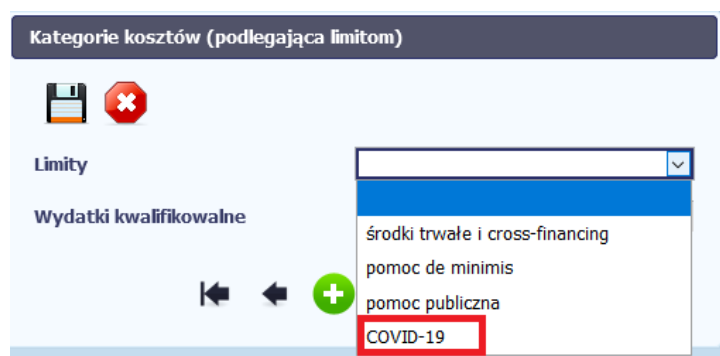 Kategorie kosztów (podlegająca limitom)
Limity
Wydatki kwalifikowalne
środki trwałe i cross-financing
pomoc de minimis
pomoc publiczna
COVID-19